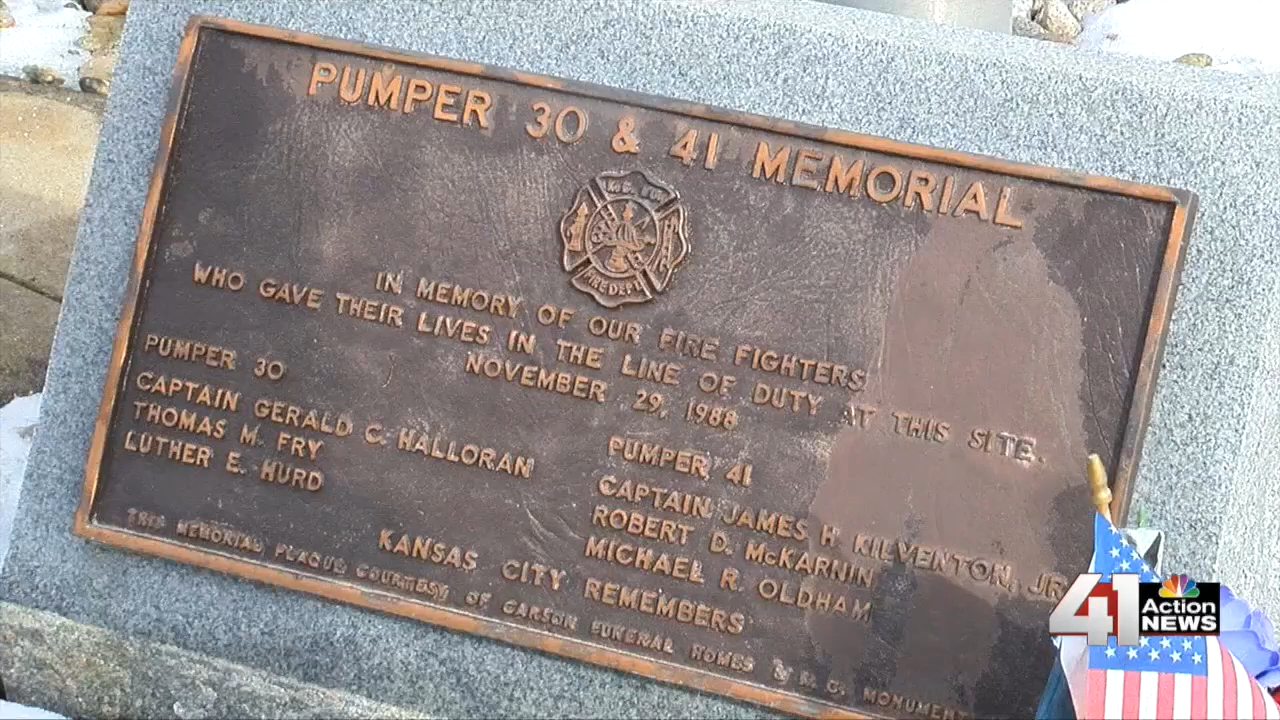 PUMPER 30 & 41 MEMORIAL
K.C. MO.
FIRE DEPT.
IN MEMORY OF OUR FIRE FIGHTERS
WHO GAVE THEIR LIVES IN THE LINE OF DUTY AT THIS SITE.
NOVEMBER 29, 1988
PUMPER 30
CAPTAIN GERALD C. HALLORAN
THOMAS M. FRY
LUTHER E. HURD
PUMPER 41
CAPTAIN JAMES H. KILVENTON, JR
ROBERT D. McKARNIN
MICHAEL R. OLDHAM
KANSAS CITY REMEMBERS
THIS MEMORIAL PLAQUE COURTESY OF CARSON FUNERAL HOMES & K.C. MONUMENT
41 Action NEWS